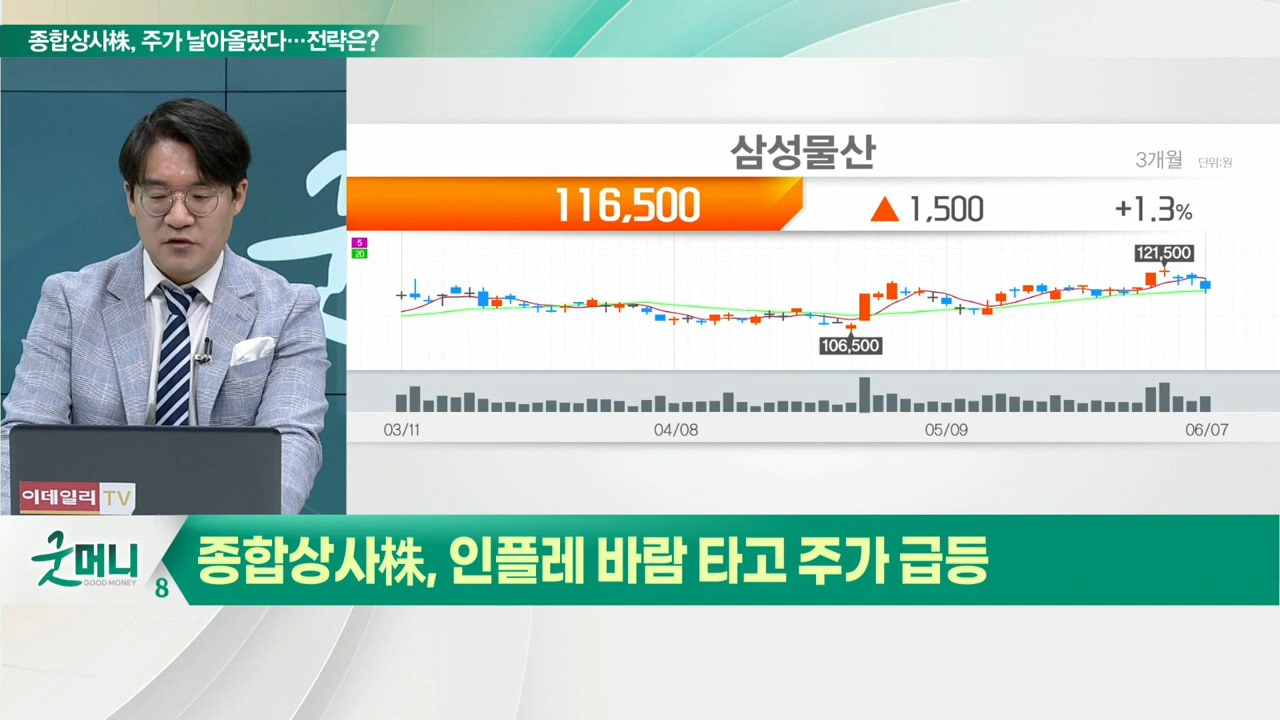 종합상사株, 주가 날아올랐다…전략은?
삼성물산
3개월 단위:원
116,500 ▲ 1,500 +1.3%
5
20
121,500
106,500
03/11 04/08 05/09 06/07
이데일리 TV
굿머니
GOOD MONEY
8
종합상사株, 인플레 바람 타고 주가 급등